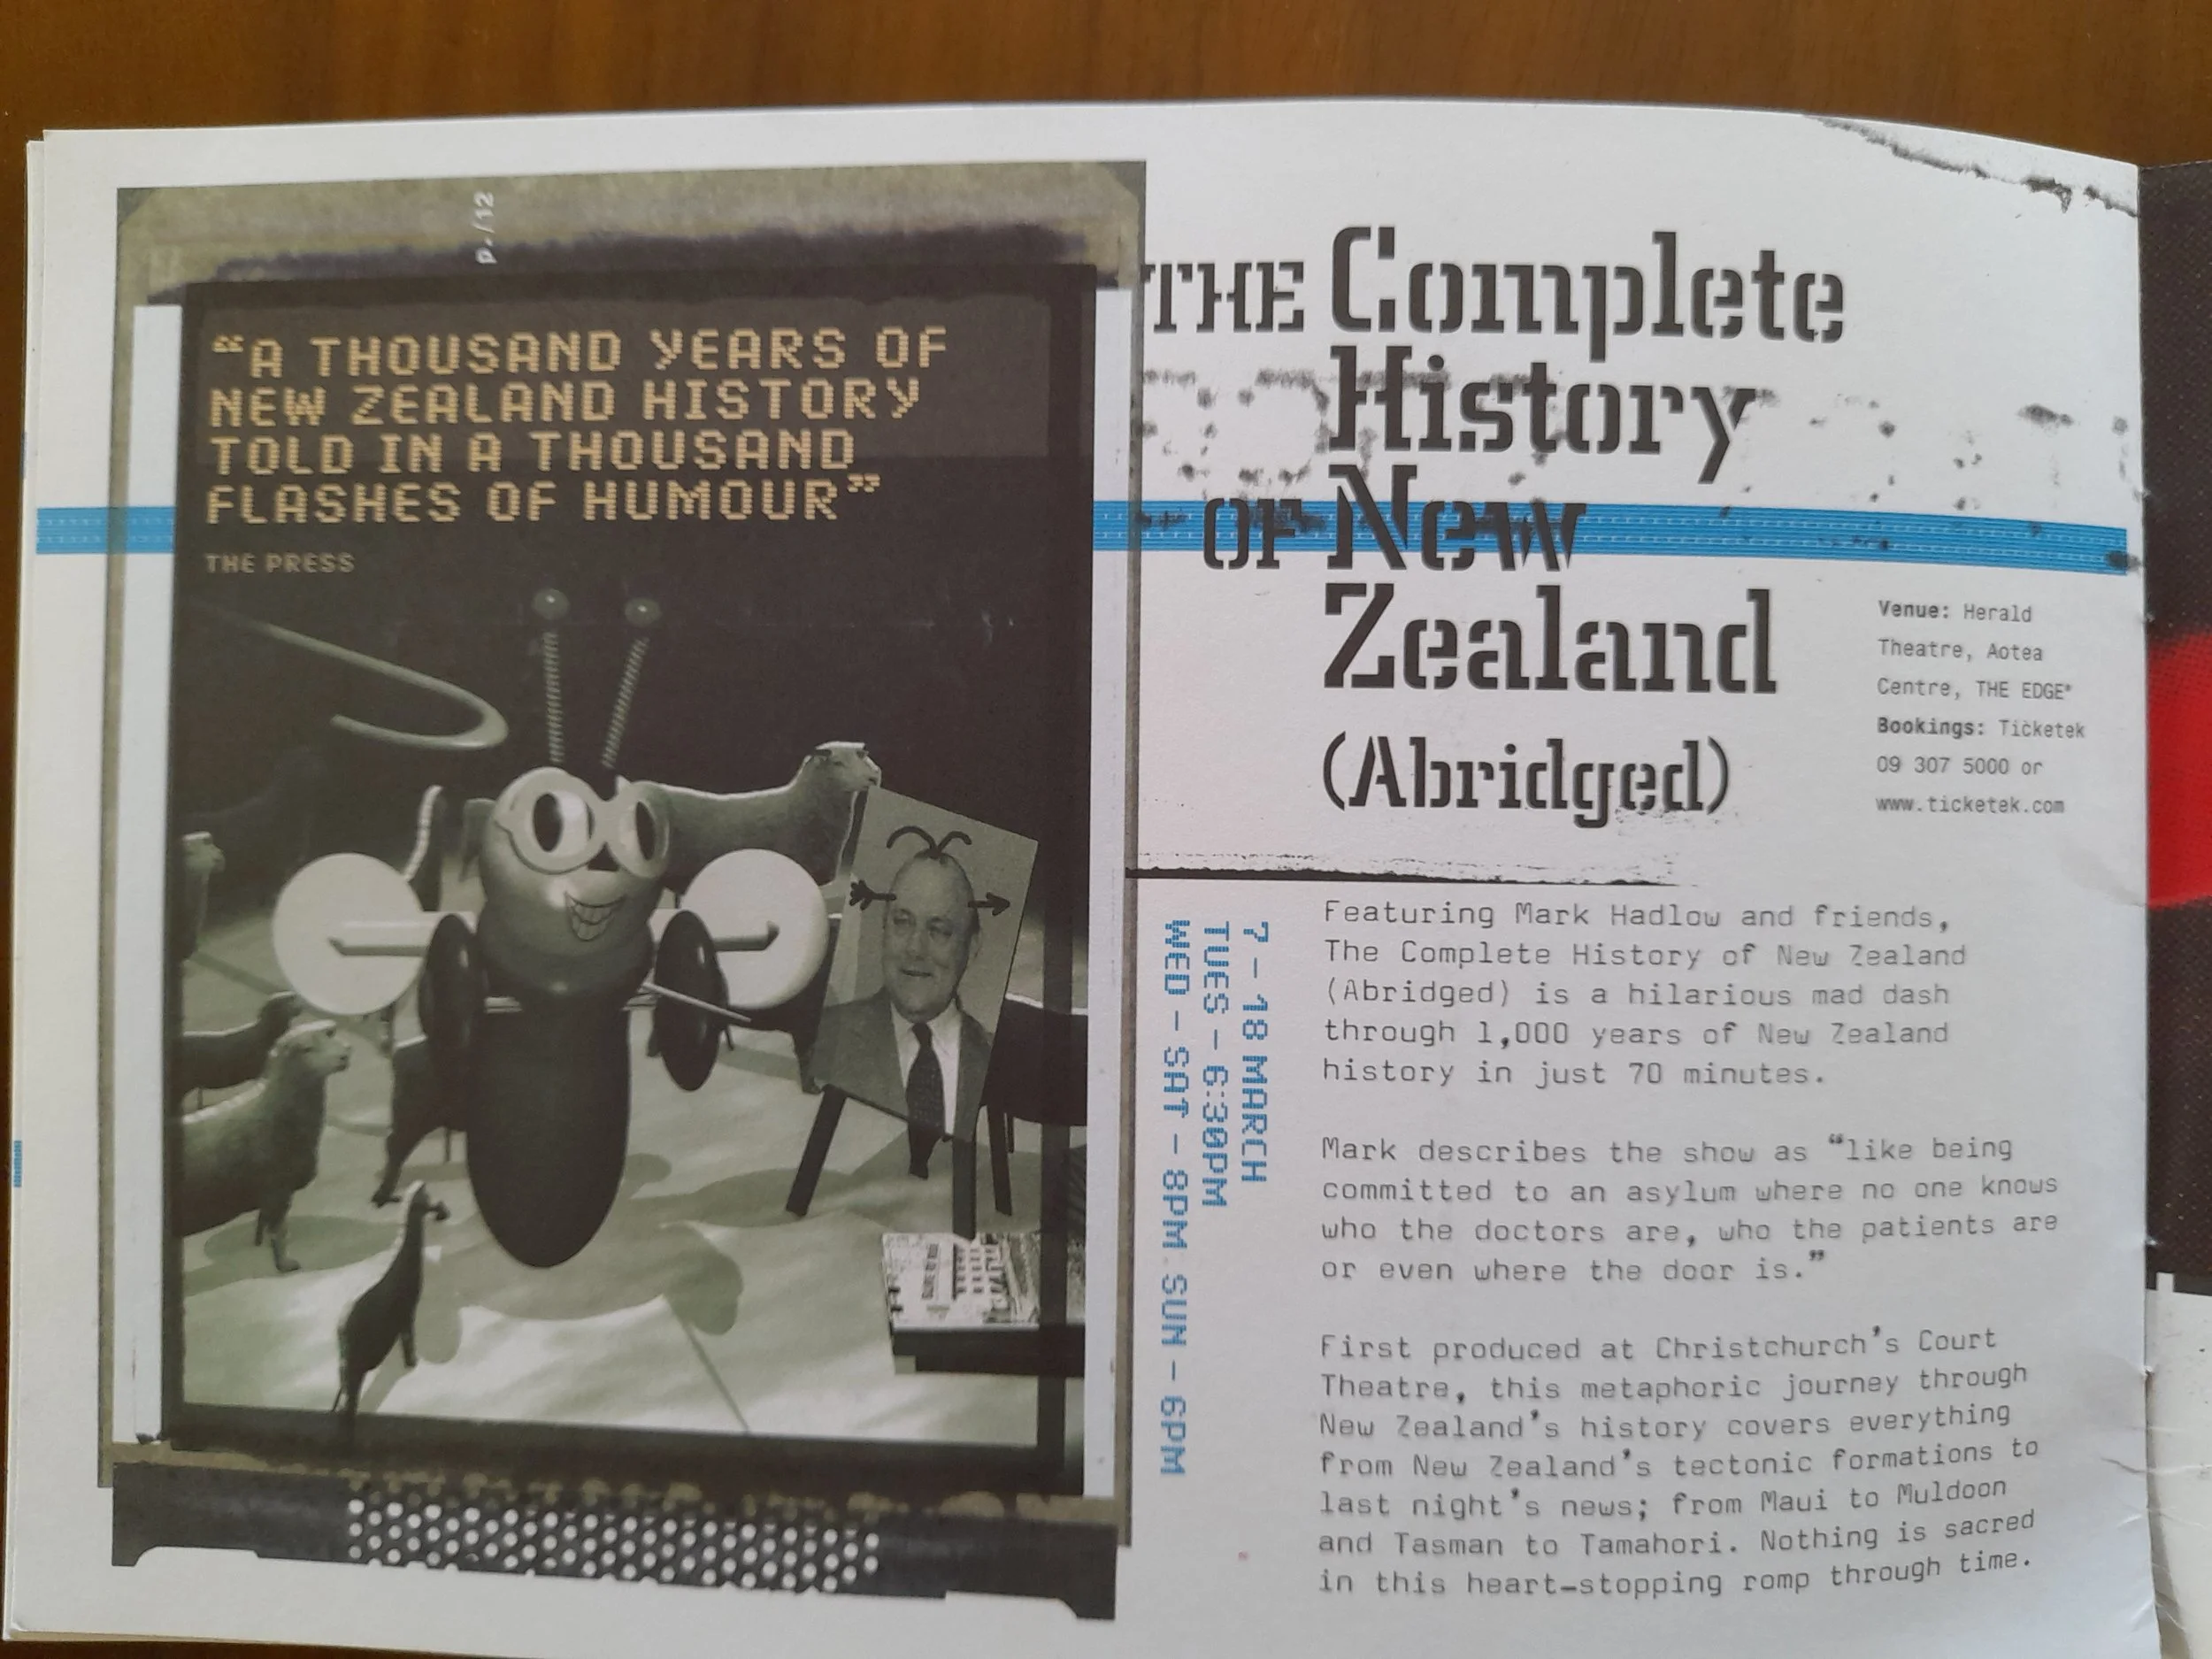 p./12
“A THOUSAND YEARS OF
NEW ZEALAND HISTORY
TOLD IN A THOUSAND
FLASHES OF HUMOUR”
THE PRESS
THE Complete
History
OF New
Zealand
(Abridged)
Venue: Herald
Theatre, Aotea
Centre, THE EDGE®
Bookings: Ticketek
09 307 5000 or
www.ticketek.com
7 – 18 MARCH
TUES – 6:30PM
WED – SAT – 8PM SUN – 6PM
Featuring Mark Hadlow and friends,
The Complete History of New Zealand
(Abridged) is a hilarious mad dash
through 1,000 years of New Zealand
history in just 70 minutes.
Mark describes the show as “like being
committed to an asylum where no one knows
who the doctors are, who the patients are
or even where the door is.”
First produced at Christchurch's Court
Theatre, this metaphoric journey through
New Zealand's history covers everything
from New Zealand's tectonic formations to
last night's news; from Maui to Muldoon
and Tasman to Tamahori. Nothing is sacred
in this heart-stopping romp through time.